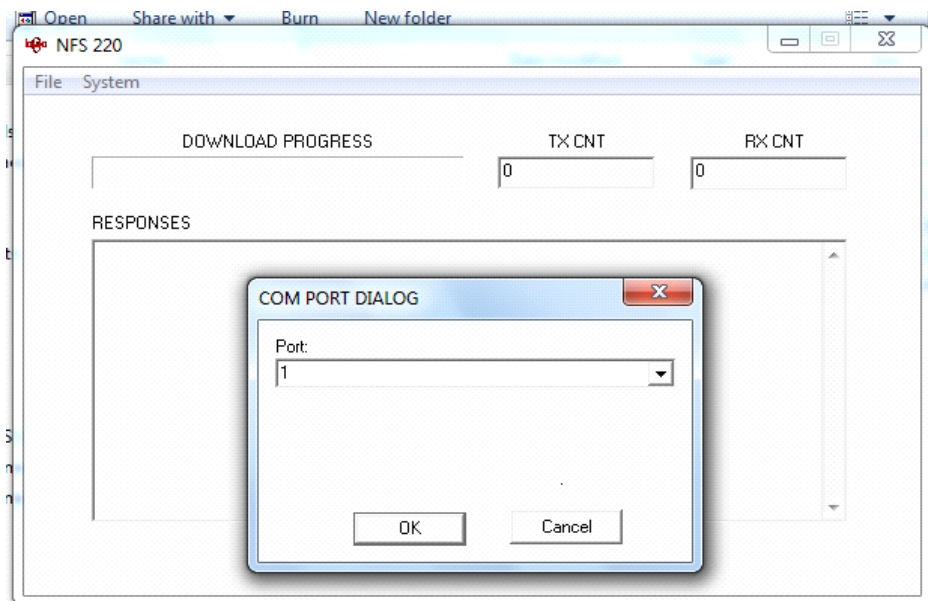 Open Share with Burn New folder
NFS 220
File System
DOWNLOAD PROGRESS TX CNT RX CNT
0 0
RESPONSES
COM PORT DIALOG
Port:
1
OK Cancel